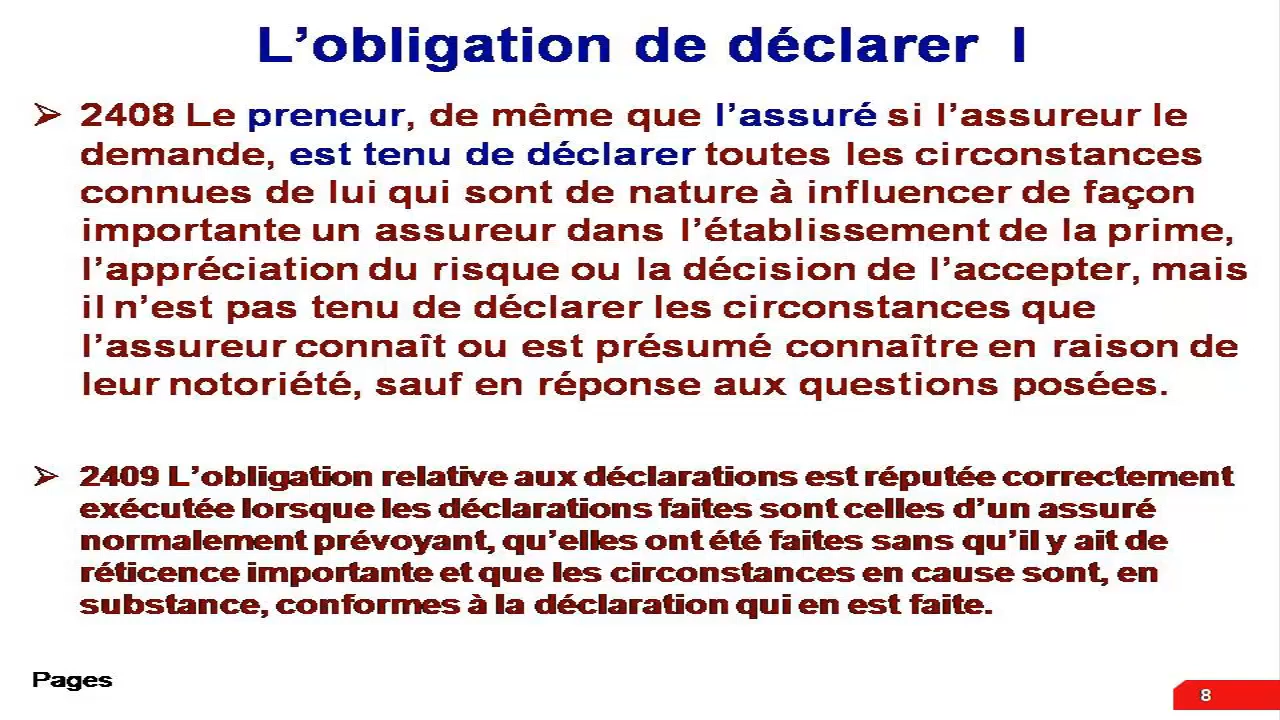 L’obligation de déclarer I
➢ 2408 Le preneur, de même que l’assuré si l’assureur le
demande, est tenu de déclarer toutes les circonstances
connues de lui qui sont de nature à influencer de façon
importante un assureur dans l’établissement de la prime,
l’appréciation du risque ou la décision de l’accepter, mais
il n’est pas tenu de déclarer les circonstances que
l’assureur connaît ou est présumé connaître en raison de
leur notoriété, sauf en réponse aux questions posées.
➢ 2409 L’obligation relative aux déclarations est réputée correctement
exécutée lorsque les déclarations faites sont celles d’un assuré
normalement prévoyant, qu’elles ont été faites sans qu’il y ait de
réticence importante et que les circonstances en cause sont, en
substance, conformes à la déclaration qui en est faite.
Pages
8